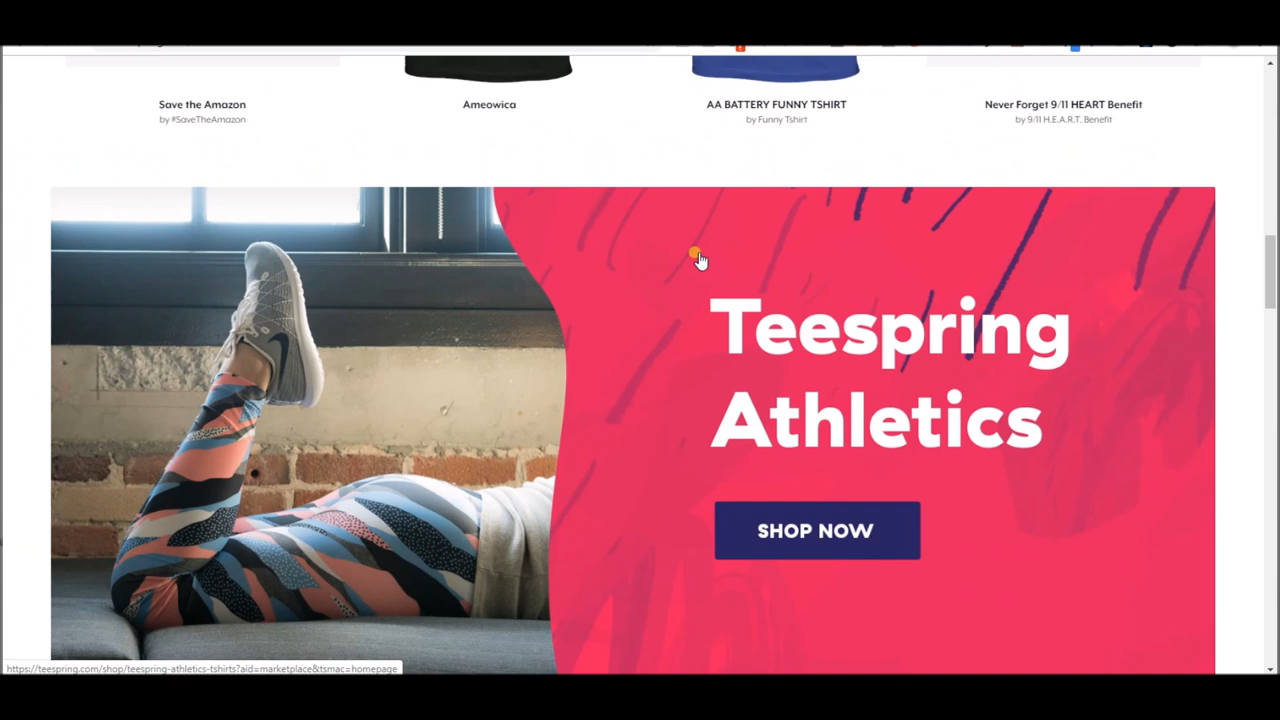 Save the Amazon
by #SaveTheAmazon
Ameowica
AA BATTERY FUNNY TSHIRT
by Funny Tshirt
Never Forget 9/11 HEART Benefit
by 9/11 H.E.A.R.T. Benefit
Teespring
Athletics
SHOP NOW
https://teespring.com/shop/teespring-athletics-tshirts?aid=marketplace&tsmac=homepage